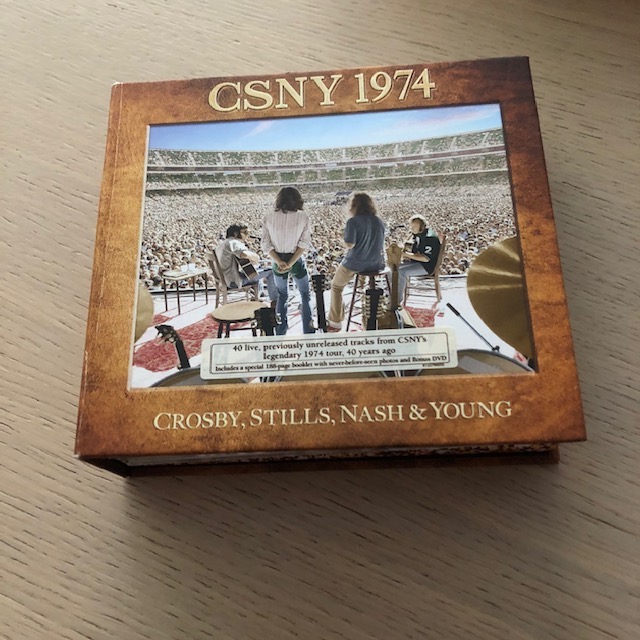 CSNY 1974
2
40 live, previously unreleased tracks from CSNY's
legendary 1974 tour, 40 years ago
Includes a special 188-page booklet with never-before-seen photos and Bonus DVD
CROSBY, STILLS, NASH & YOUNG